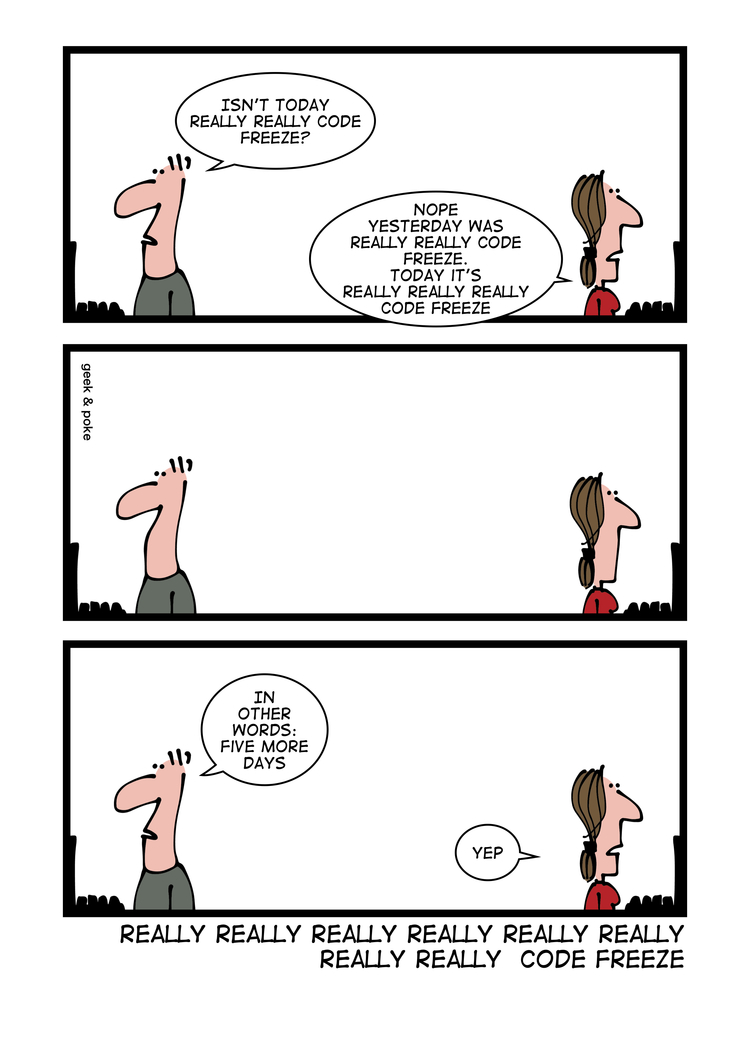 ISN'T TODAY
REALLY REALLY CODE
FREEZE?
NOPE
YESTERDAY WAS
REALLY REALLY CODE
FREEZE.
TODAY IT'S
REALLY REALLY REALLY
CODE FREEZE
geek & poke
IN
OTHER
WORDS:
FIVE MORE
DAYS
YEP
REALLY REALLY REALLY REALLY REALLY REALLY
REALLY REALLY CODE FREEZE